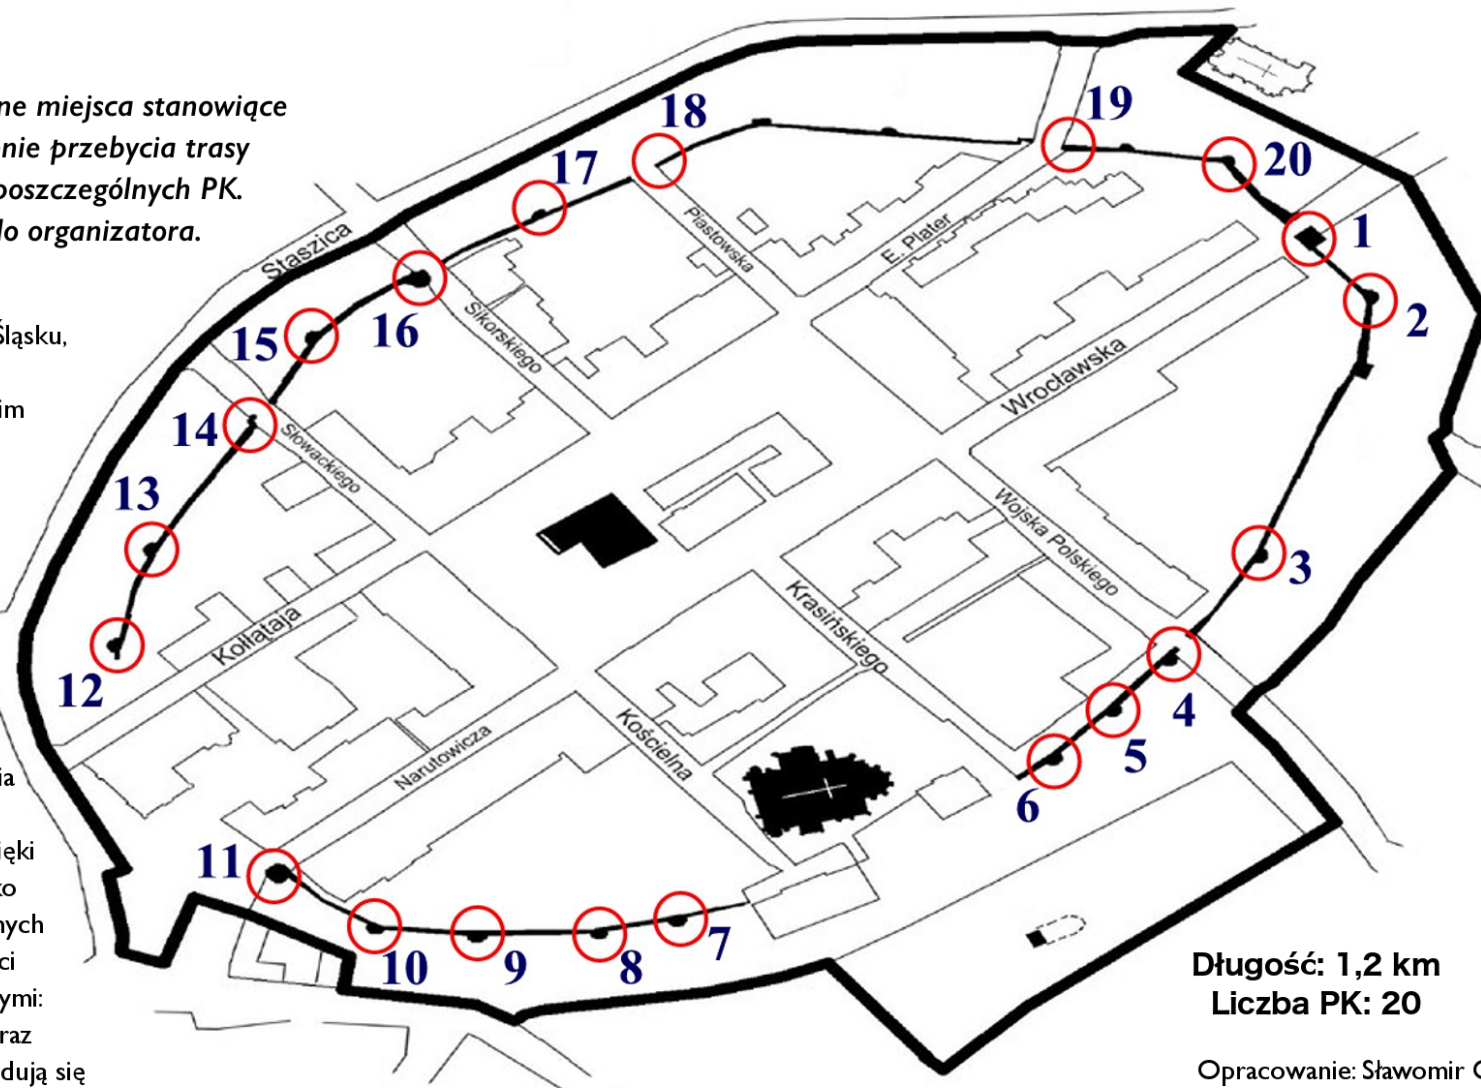 ne miejsca stanowiące
nie przebycia trasy
poszczególnych PK.
do organizatora.
Śląsku,
im
ia
ięki
ko
nych
ci
ymi:
raz
dują się
18
19
17
20
1
Staszica
Piastowska
E. Plater
2
15
16
Sikorskiego
Wrocławska
14
Słowackiego
13
Wojska Polskiego
3
Kołłątaja
Krasińskiego
12
4
Kościelna
Narutowicza
5
6
11
7
10
9
8
Długość: 1,2 km
Liczba PK: 20
Opracowanie: Sławomir